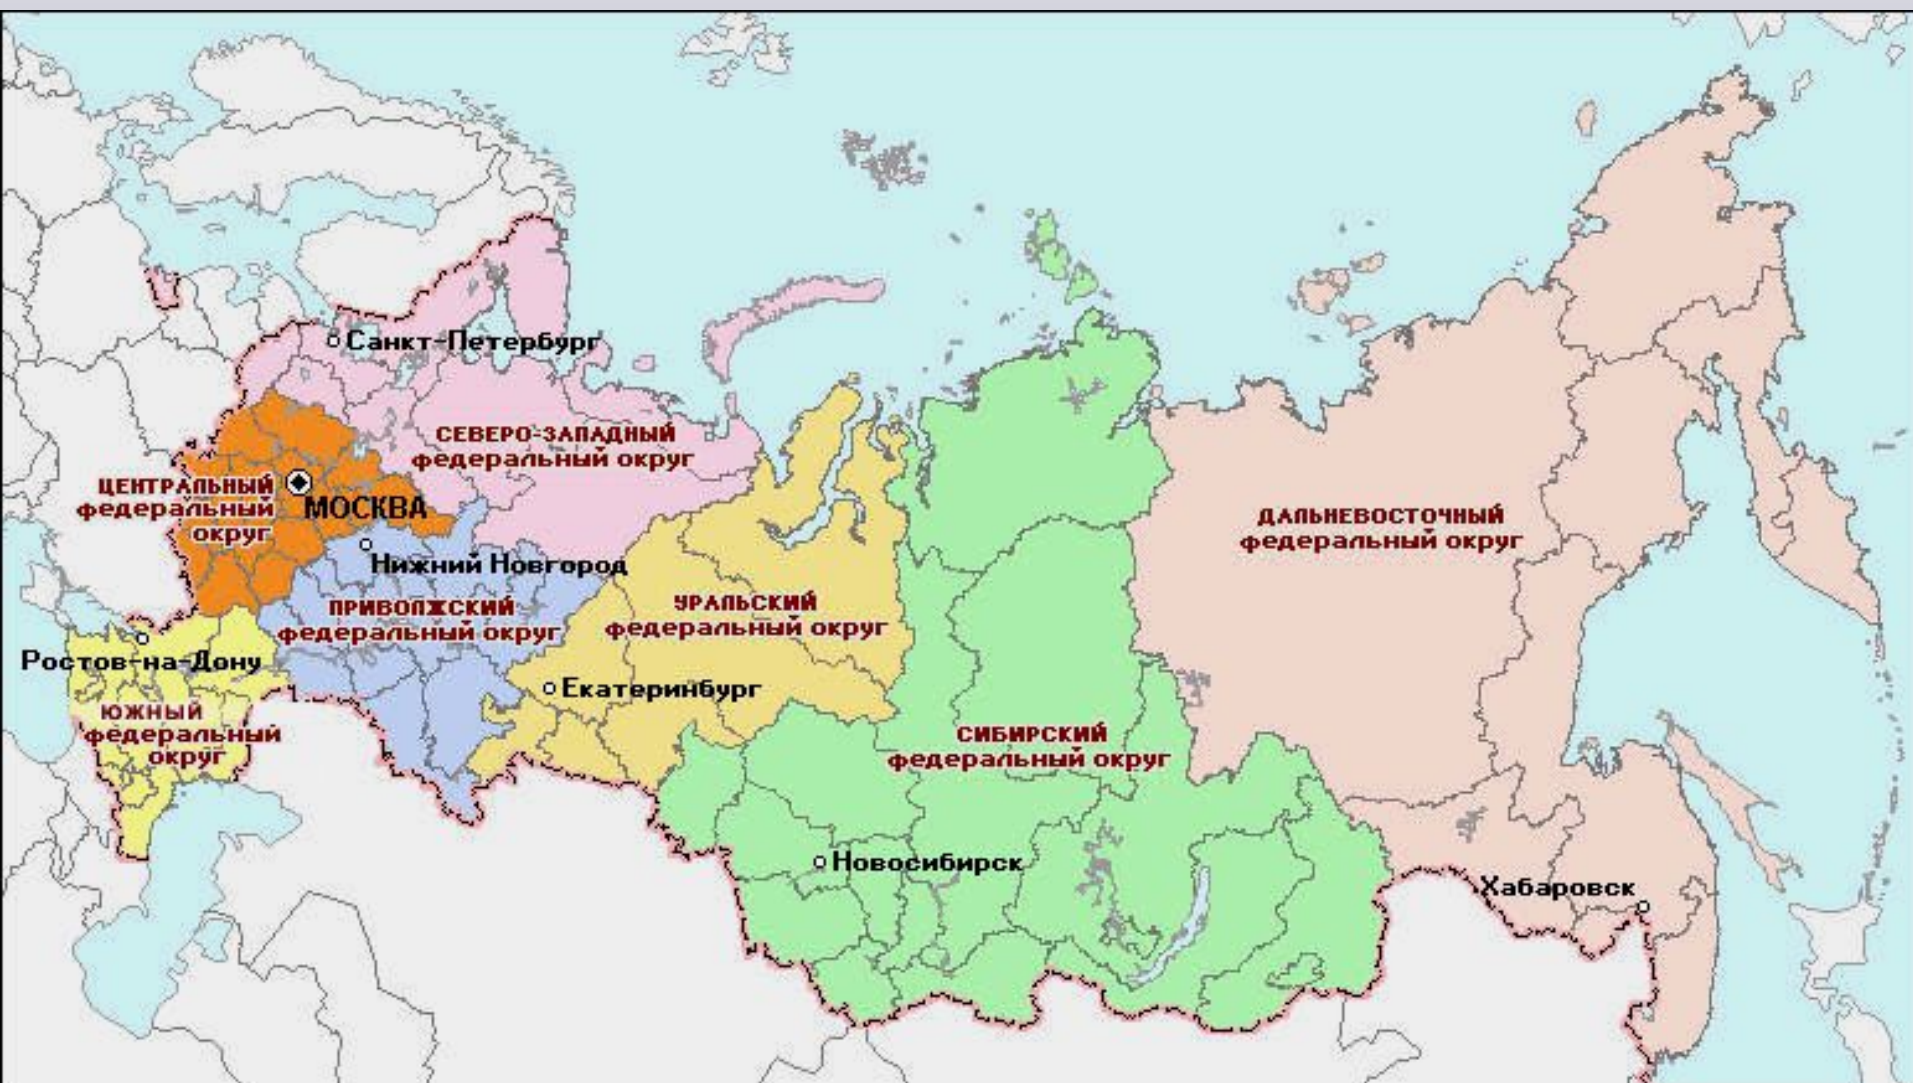 Санкт-Петербург
СЕВЕРО-ЗАПАДНЫЙ
федеральный округ
ЦЕНТРАЛЬНЫЙ
федеральный
округ
МОСКВА
Нижний Новгород
ПРИВОЛЖСКИЙ
федеральный округ
УРАЛЬСКИЙ
федеральный округ
Ростов-на-Дону
Екатеринбург
ЮЖНЫЙ
федеральный
округ
СИБИРСКИЙ
федеральный округ
ДАЛЬНЕВОСТОЧНЫЙ
федеральный округ
Новосибирск
Хабаровск